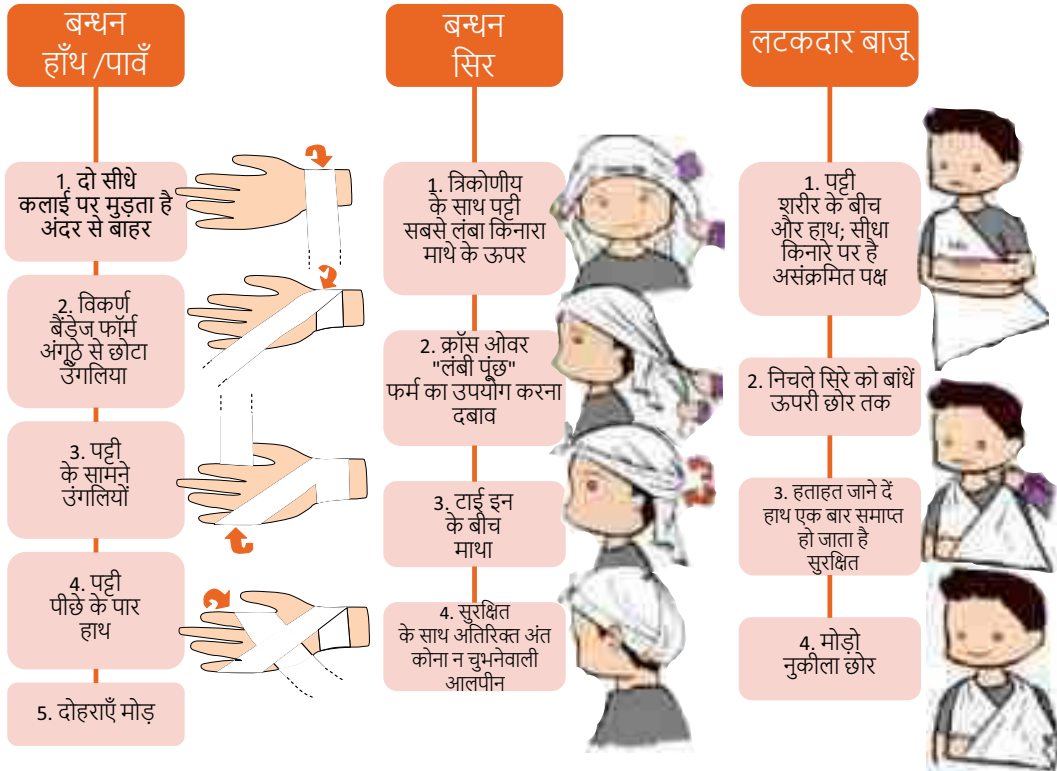 बन्धन
हाँथ /पावँ
1. दो सीधे
कलाई पर मुड़ता है
अंदर से बाहर
2. विकर्ण
बैंडेज फॉर्म
अंगूठे से छोटा
उँगलिया
3. पट्टी
के सामने
उंगलियों
4. पट्टी
पीछे के पार
हाथ
5. दोहराएँ मोड़
बन्धन
सिर
1. त्रिकोणीय
के साथ पट्टी
सबसे लंबा किनारा
माथे के ऊपर
2. क्रॉस ओवर
"लंबी पूंछ"
फर्म का उपयोग करना
दबाव
3. टाई इन
के बीच
माथा
4. सुरक्षित
के साथ अतिरिक्त अंत
कोना न चुभनेवाली
आलपीन
लटकदार बाजू
1. पट्टी
शरीर के बीच
और हाथ; सीधा
किनारे पर है
असंक्रमित पक्ष
2. निचले सिरे को बांधें
ऊपरी छोर तक
3. हताहत जाने दें
हाथ एक बार समाप्त
हो जाता है
सुरक्षित
4. मोड़ो
नुकीला छोर